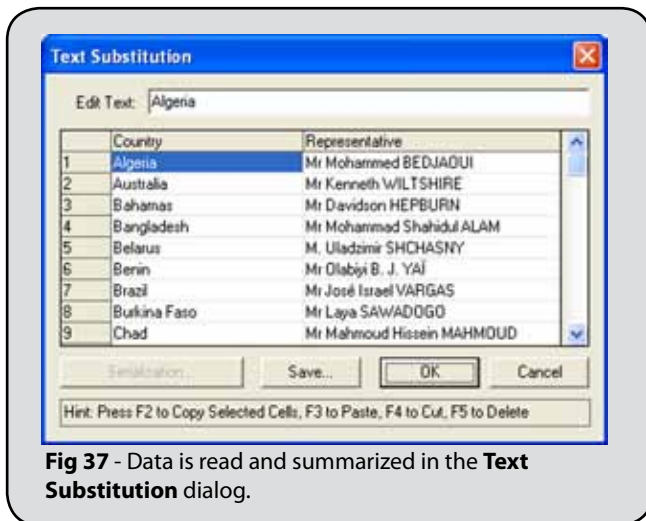 Text Substitution
Edit Text: Algeria
Country Representative
1 Algeria Mr Mohammed BEDJAOUI
2 Australia Mr Kenneth WILTSHIRE
3 Bahamas Mr Davidson HEPBURN
4 Bangladesh Mr Mohammad Shahidul ALAM
5 Belarus M. Uladzimir SHCHASNY
6 Benin Mr Olabiyi B. J. YAÏ
7 Brazil Mr José Israel VARGAS
8 Burkina Faso Mr Laya SAWADOGO
9 Chad Mr Mahmoud Hissein MAHMOUD
Serialization... Save... OK Cancel
Hint: Press F2 to Copy Selected Cells, F3 to Paste, F4 to Cut, F5 to Delete
Fig 37 - Data is read and summarized in the Text
Substitution dialog.